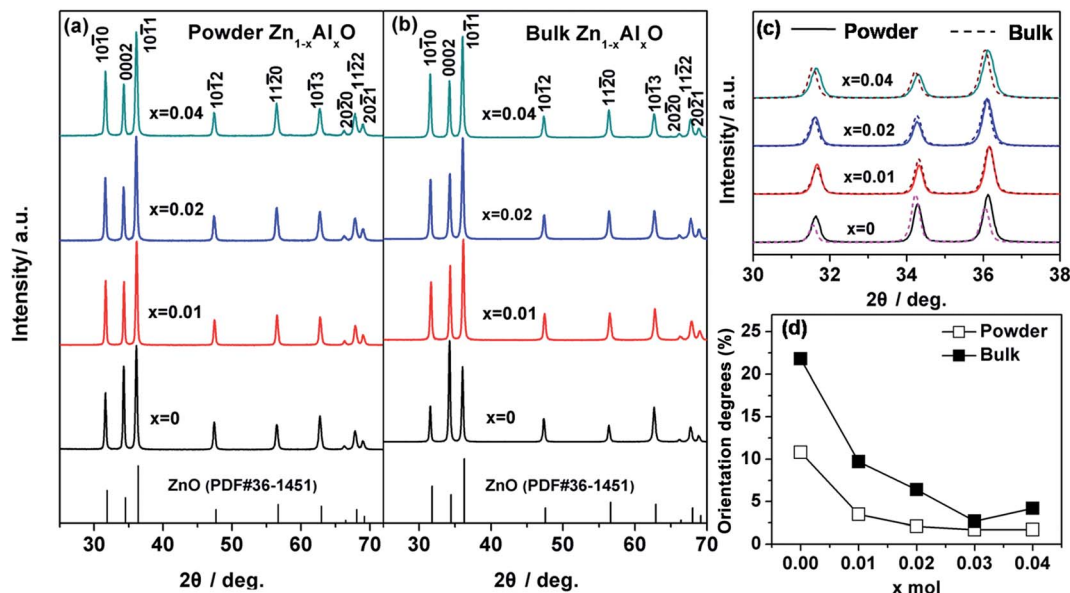 (a)
Powder Zn1-xAlxO
101̅0
0002
101̅1
101̅2
112̅0
101̅3
202̅0
112̅2
202̅1
x=0.04
x=0.02
x=0.01
x=0
ZnO (PDF#36-1451)
Intensity/ a.u.
30 40 50 60 70
2θ / deg.
(b)
Bulk Zn1-xAlxO
101̅0
0002
101̅1
101̅2
112̅0
101̅3
202̅0
112̅2
202̅1
x=0.04
x=0.02
x=0.01
x=0
ZnO (PDF#36-1451)
30 40 50 60 70
2θ / deg.
(c)
Powder
Bulk
x=0.04
x=0.02
x=0.01
x=0
Intensity/ a.u.
30 32 34 36 38
2θ / deg.
(d)
Powder
Bulk
Orientation degrees (%)
25
20
15
10
5
0
0.00 0.01 0.02 0.03 0.04
x mol